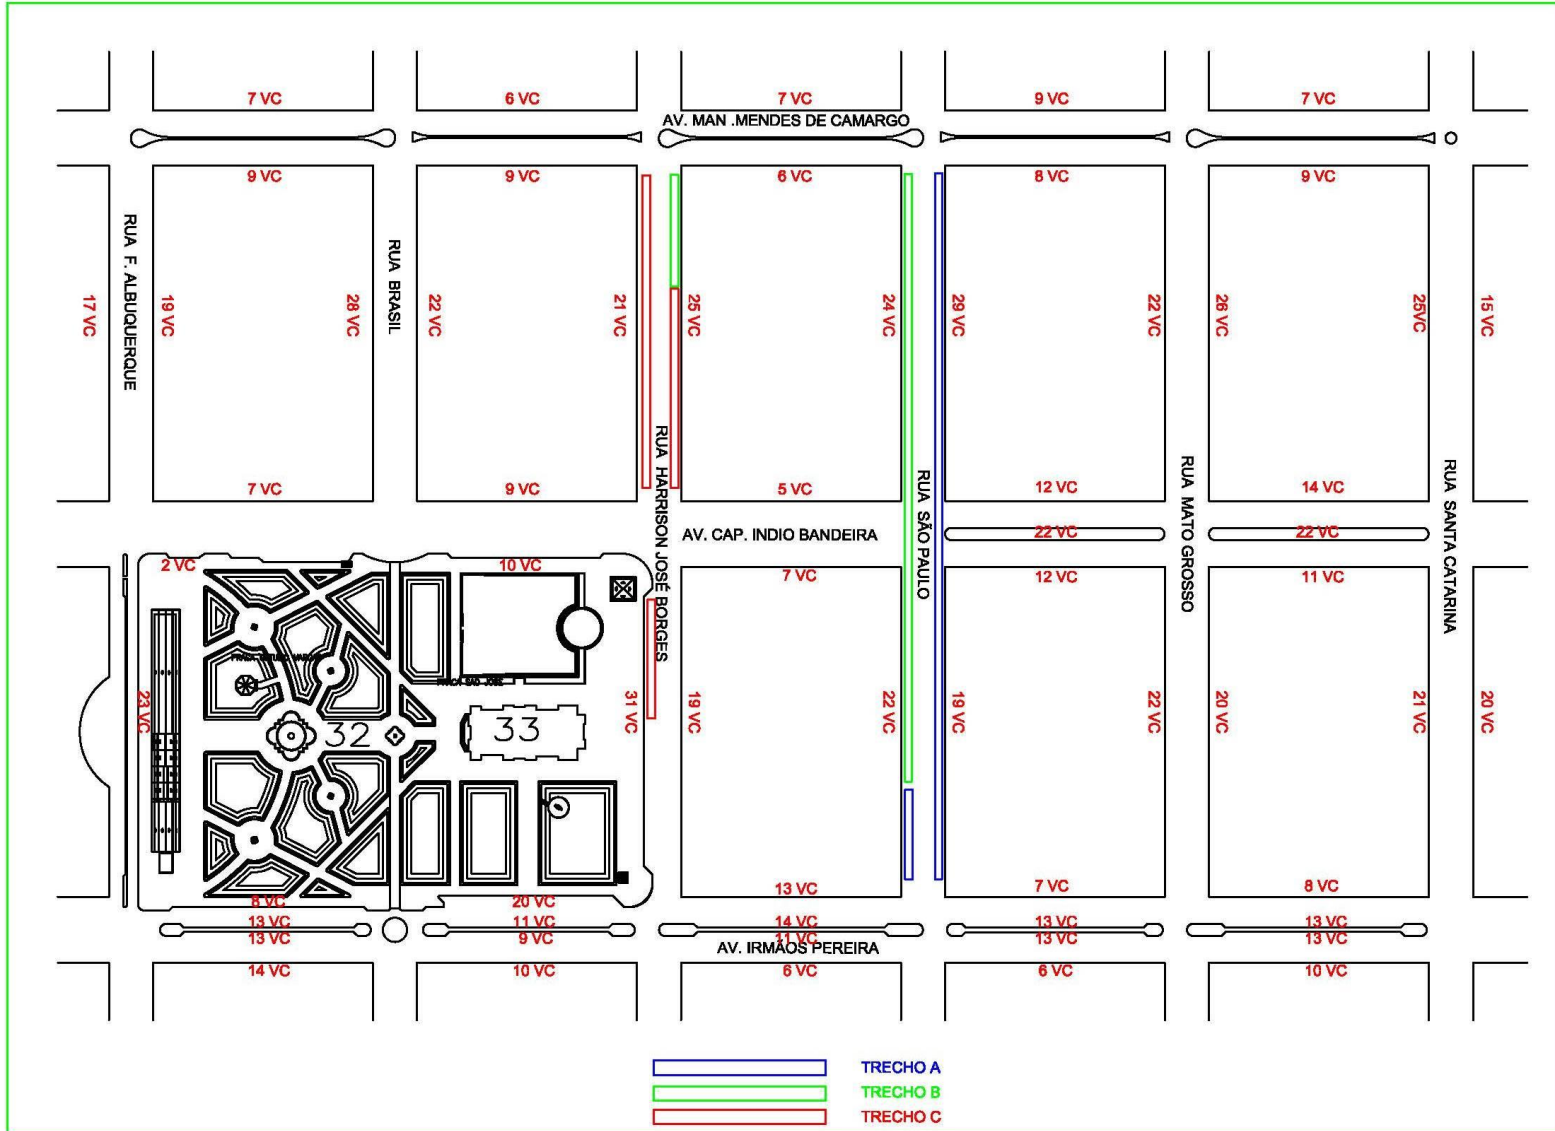 7 VC
6 VC
7 VC
9 VC
7 VC
AV. MAN .MENDES DE CAMARGO
9 VC
9 VC
6 VC
8 VC
9 VC
RUA F. ALBUQUERQUE
RUA BRASIL
17 VC
19 VC
28 VC
22 VC
21 VC
25 VC
24 VC
29 VC
22 VC
26 VC
25VC
15 VC
RUA HARRISON JOSÉ BORGES
RUA SÃO PAULO
RUA MATO GROSSO
RUA SANTA CATARINA
7 VC
9 VC
5 VC
12 VC
14 VC
AV. CAP. INDIO BANDEIRA
22 VC
22 VC
2 VC
10 VC
7 VC
12 VC
11 VC
PRACA SAO JOSE
23 VC
32
33
31 VC
19 VC
22 VC
19 VC
22 VC
20 VC
21 VC
20 VC
8 VC
20 VC
13 VC
7 VC
8 VC
13 VC
11 VC
14 VC
13 VC
13 VC
13 VC
9 VC
11 VC
13 VC
13 VC
AV. IRMÃOS PEREIRA
14 VC
10 VC
6 VC
6 VC
10 VC
TRECHO A
TRECHO B
TRECHO C